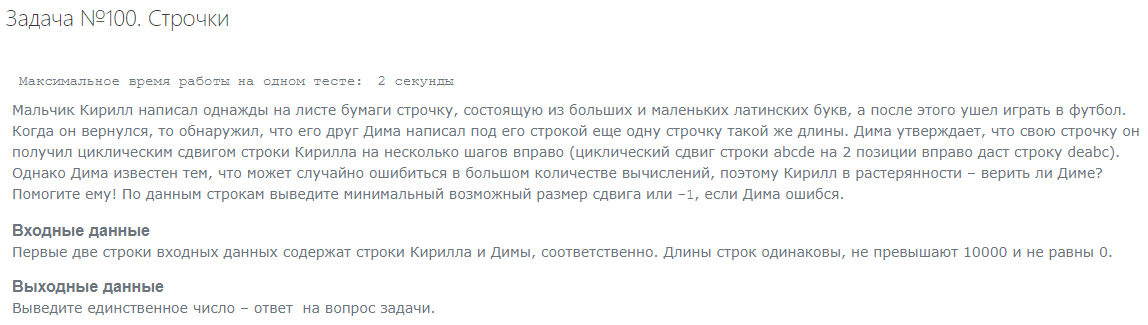 Задача №100. Строчки
Максимальное время работы на одном тесте: 2 секунды
Мальчик Кирилл написал однажды на листе бумаги строчку, состоящую из больших и маленьких латинских букв, а после этого ушел играть в футбол.
Когда он вернулся, то обнаружил, что его друг Дима написал под его строкой еще одну строчку такой же длины. Дима утверждает, что свою строчку он
получил циклическим сдвигом строки Кирилла на несколько шагов вправо (циклический сдвиг строки abcde на 2 позиции вправо даст строку deabc).
Однако Дима известен тем, что может случайно ошибиться в большом количестве вычислений, поэтому Кирилл в растерянности – верить ли Диме?
Помогите ему! По данным строкам выведите минимальный возможный размер сдвига или –1, если Дима ошибся.
Входные данные
Первые две строки входных данных содержат строки Кирилла и Димы, соответственно. Длины строк одинаковы, не превышают 10000 и не равны 0.
Выходные данные
Выведите единственное число – ответ на вопрос задачи.